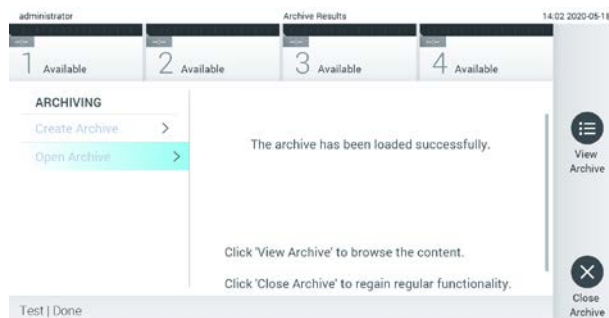 administrator Archive Results 14:02 2020-05-18
1 Available 2 Available 3 Available 4 Available
ARCHIVING
Create Archive
Open Archive
The archive has been loaded successfully.
View
Archive
Click 'View Archive' to browse the content.
Click 'Close Archive' to regain regular functionality.
Close
Archive
Test | Done